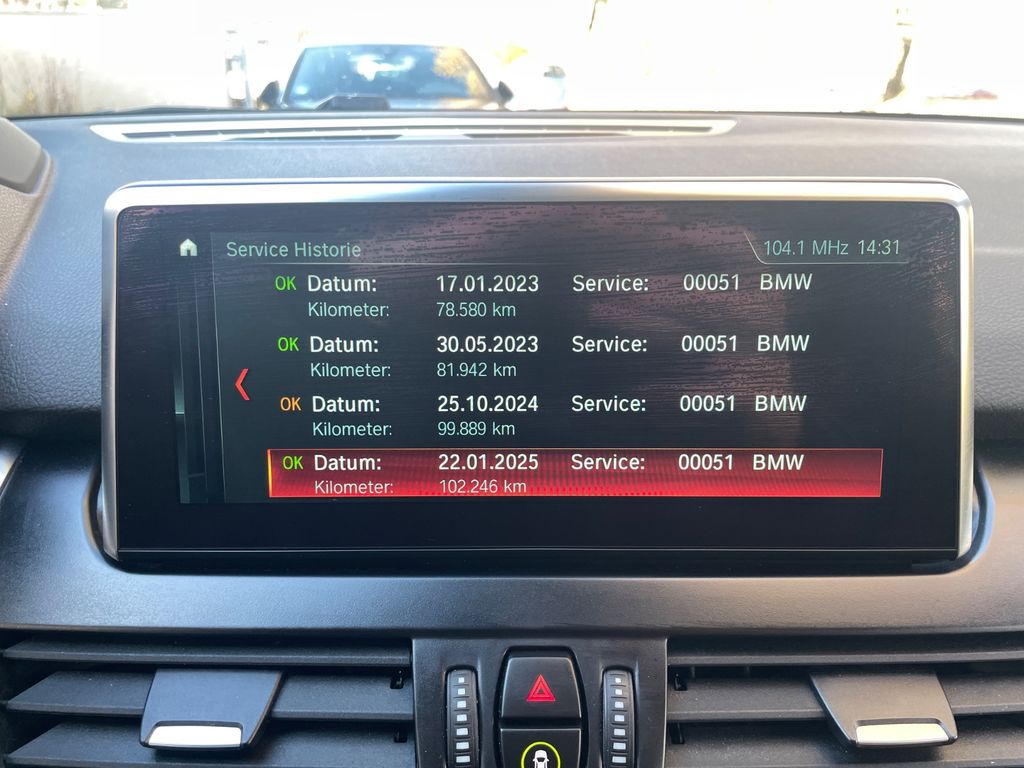 Service Historie 104.1 MHz 14:31
OK Datum: 17.01.2023 Service: 00051 BMW
Kilometer: 78.580 km
OK Datum: 30.05.2023 Service: 00051 BMW
Kilometer: 81.942 km
OK Datum: 25.10.2024 Service: 00051 BMW
Kilometer: 99.889 km
OK Datum: 22.01.2025 Service: 00051 BMW
Kilometer: 102.246 km